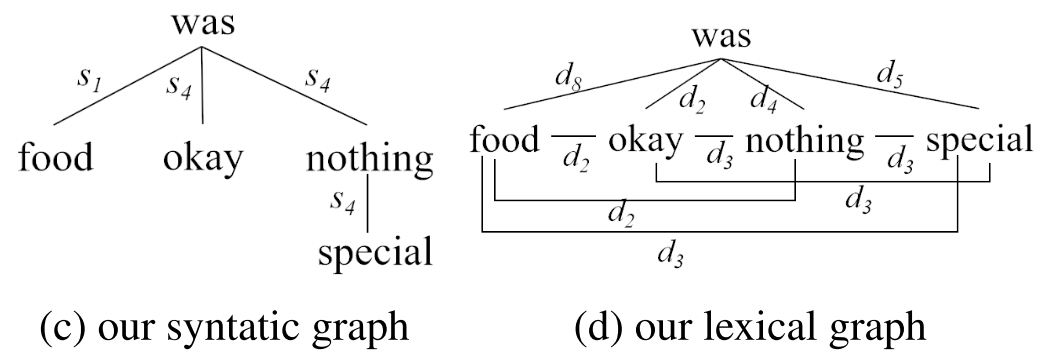 was
s1 s4 s4
food okay nothing
s4
special
(c) our syntatic graph
was
d8 d2 d4 d5
food okay nothing special
d2 d3 d3
d3
d2
d3
(d) our lexical graph